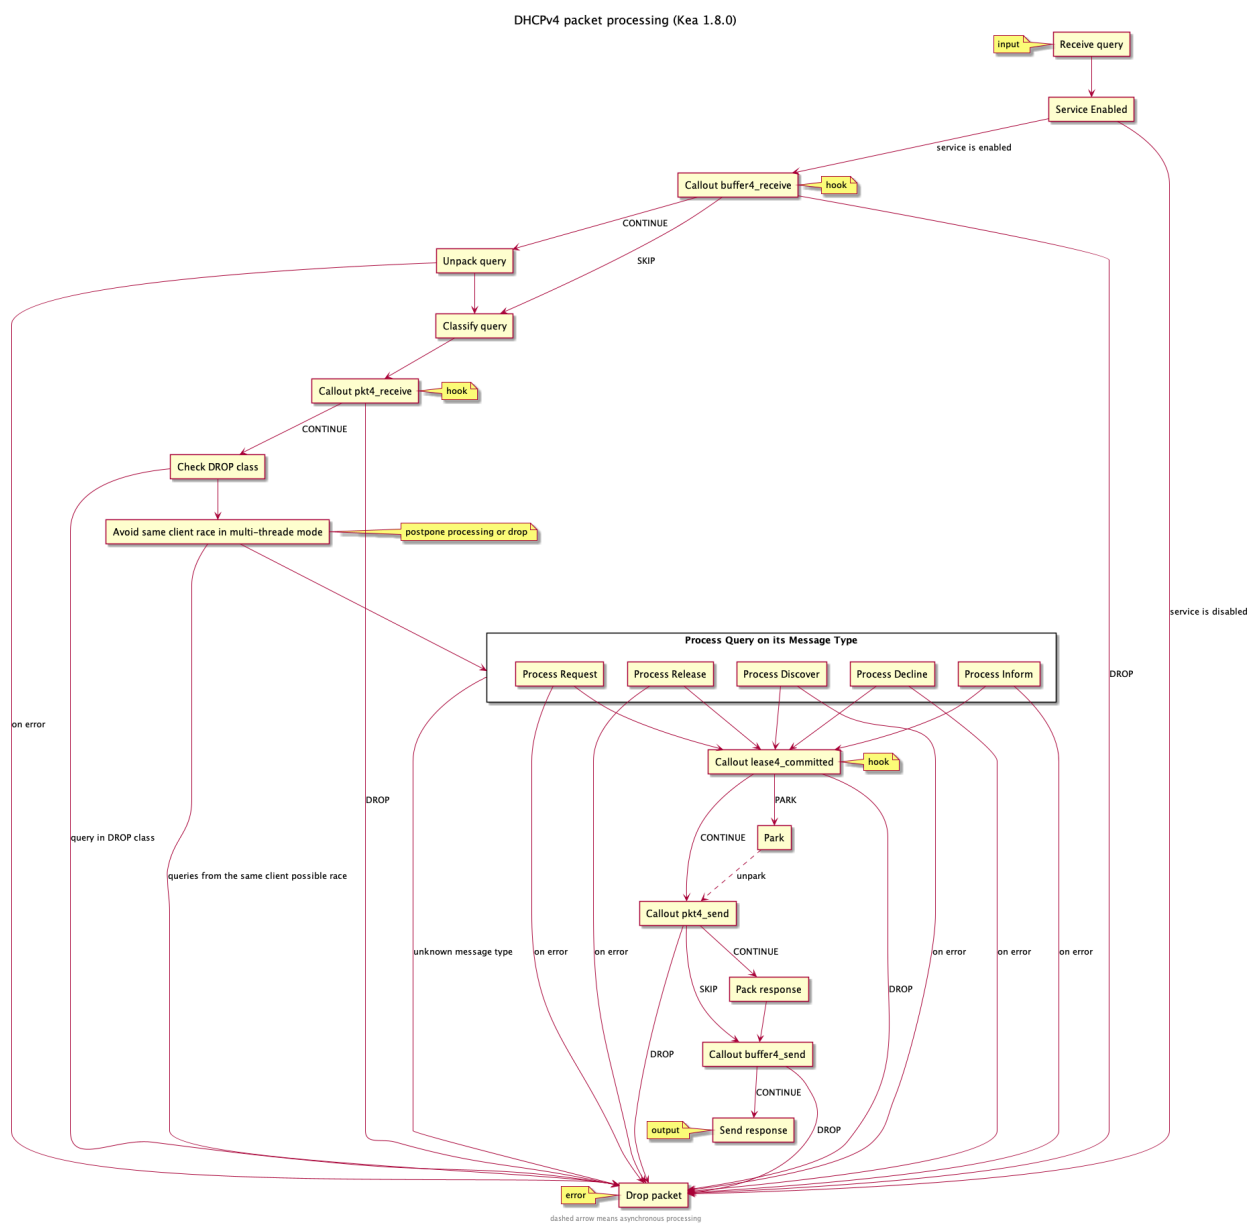 DHCPv4 packet processing (Kea 1.8.0)
input
Receive query
Service Enabled
service is enabled
Callout buffer4_receive
hook
CONTINUE
Unpack query
SKIP
Classify query
Callout pkt4_receive
hook
CONTINUE
Check DROP class
Avoid same client race in multi-threade mode
postpone processing or drop
service is disabled
Process Query on its Message Type
Process Request
Process Release
Process Discover
Process Decline
Process Inform
DROP
on error
Callout lease4_committed
hook
DROP
PARK
query in DROP class
CONTINUE
Park
queries from the same client possible race
unpark
Callout pkt4_send
unknown message type
on error
on error
CONTINUE
on error
on error
on error
SKIP
Pack response
DROP
DROP
Callout buffer4_send
CONTINUE
output
Send response
DROP
error
Drop packet
dashed arrow means asynchronous processing